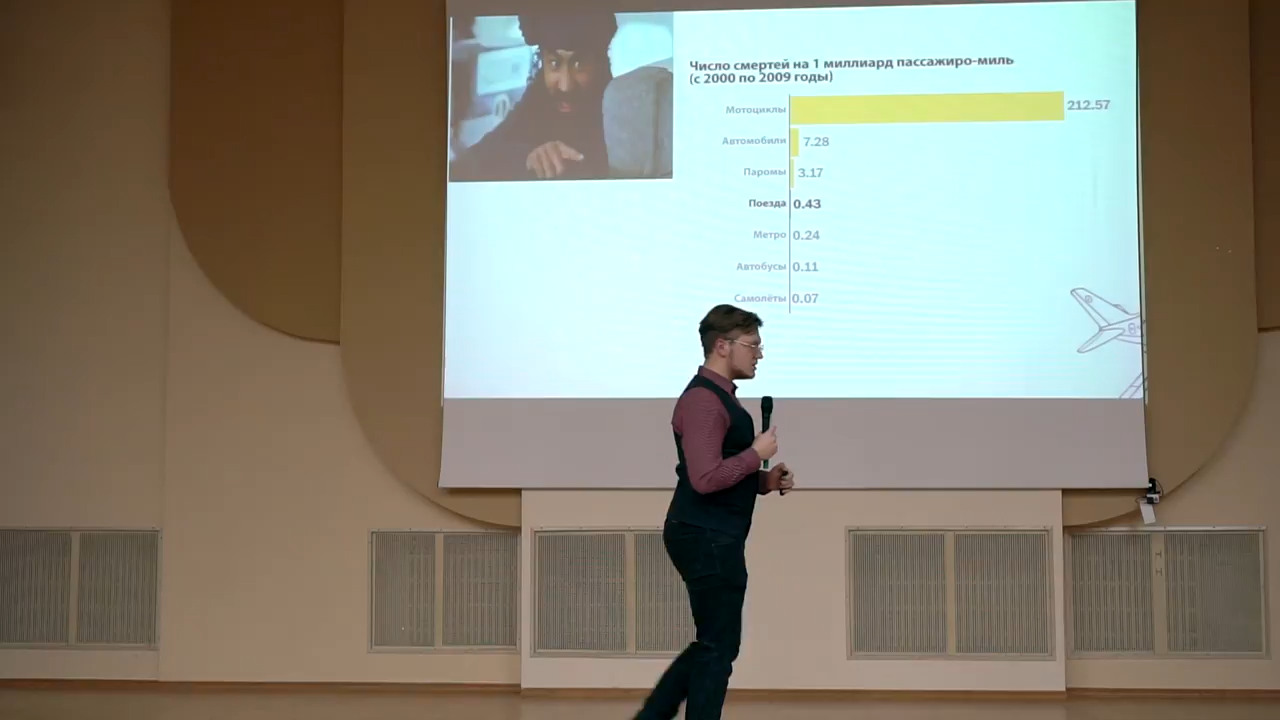 Число смертей на 1 миллиард пассажиро-миль
(с 2000 по 2009 годы)
Мотоциклы 212.57
Автомобили 7.28
Паромы 3.17
Поезда 0.43
Метро 0.24
Автобусы 0.11
Самолёты 0.07